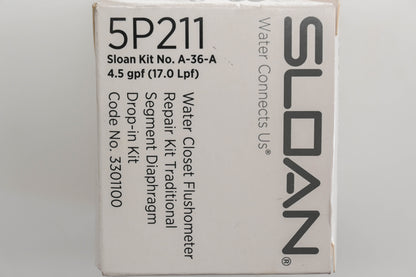 5P211
Sloan Kit No. A-36-A
4.5 gpf (17.0 Lpf)
Water Closet Flushometer
Repair Kit Traditional
Segment Diaphragm
Drop-in Kit
Code No. 3301100
SLOAN®
Water Connects Us®